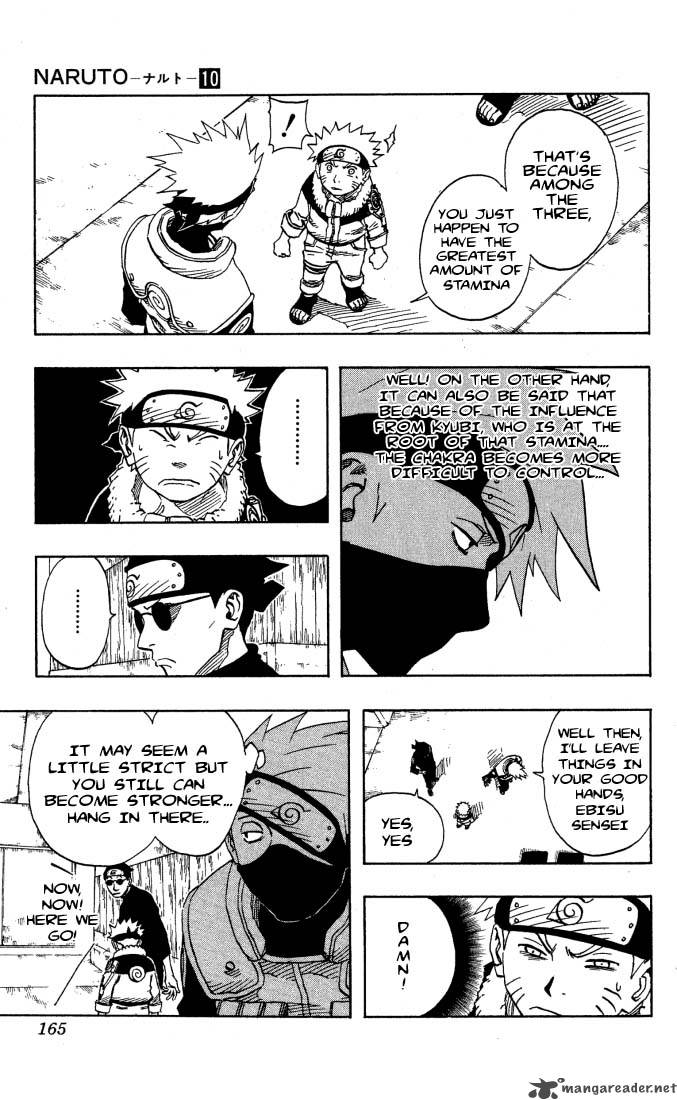 NARUTO－ナルト－10
THAT'S
BECAUSE
AMONG
THE
THREE,
YOU JUST
HAPPEN TO
HAVE THE
GREATEST
AMOUNT OF
STAMINA
!
WELL! ON THE OTHER HAND,
IT CAN ALSO BE SAID THAT
BECAUSE OF THE INFLUENCE
FROM KYUBI, WHO IS AT THE
ROOT OF THAT STAMINA....
THE CHAKRA BECOMES MORE
DIFFICULT TO CONTROL...
.........
.........
WELL THEN,
I'LL LEAVE
THINGS IN
YOUR GOOD
HANDS,
EBISU
SENSEI
YES,
YES
IT MAY SEEM A
LITTLE STRICT BUT
YOU STILL CAN
BECOME STRONGER...
HANG IN THERE..
NOW,
NOW!
HERE WE
GO!
DAMN!
165
mangareader.net